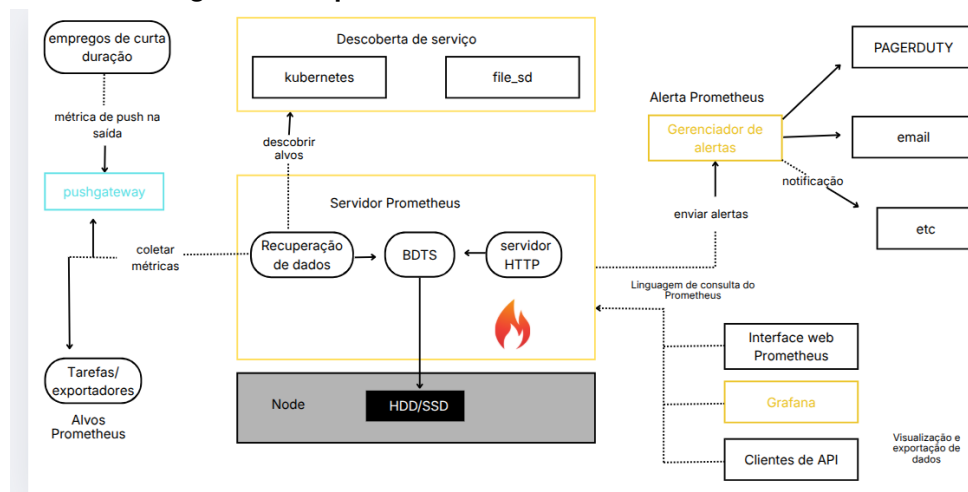 empregos de curta
duração
métrica de push na
saída
pushgateway
coletar
métricas
Tarefas/
exportadores
Alvos
Prometheus
Descoberta de serviço
kubernetes
file_sd
descobrir
alvos
Servidor Prometheus
Recuperação
de dados
BDTS
servidor
HTTP
Node
HDD/SSD
Alerta Prometheus
Gerenciador de
alertas
PAGERDUTY
email
notificação
etc
enviar alertas
Linguagem de consulta do
Prometheus
Interface web
Prometheus
Grafana
Clientes de API
Visualização e
exportação de
dados